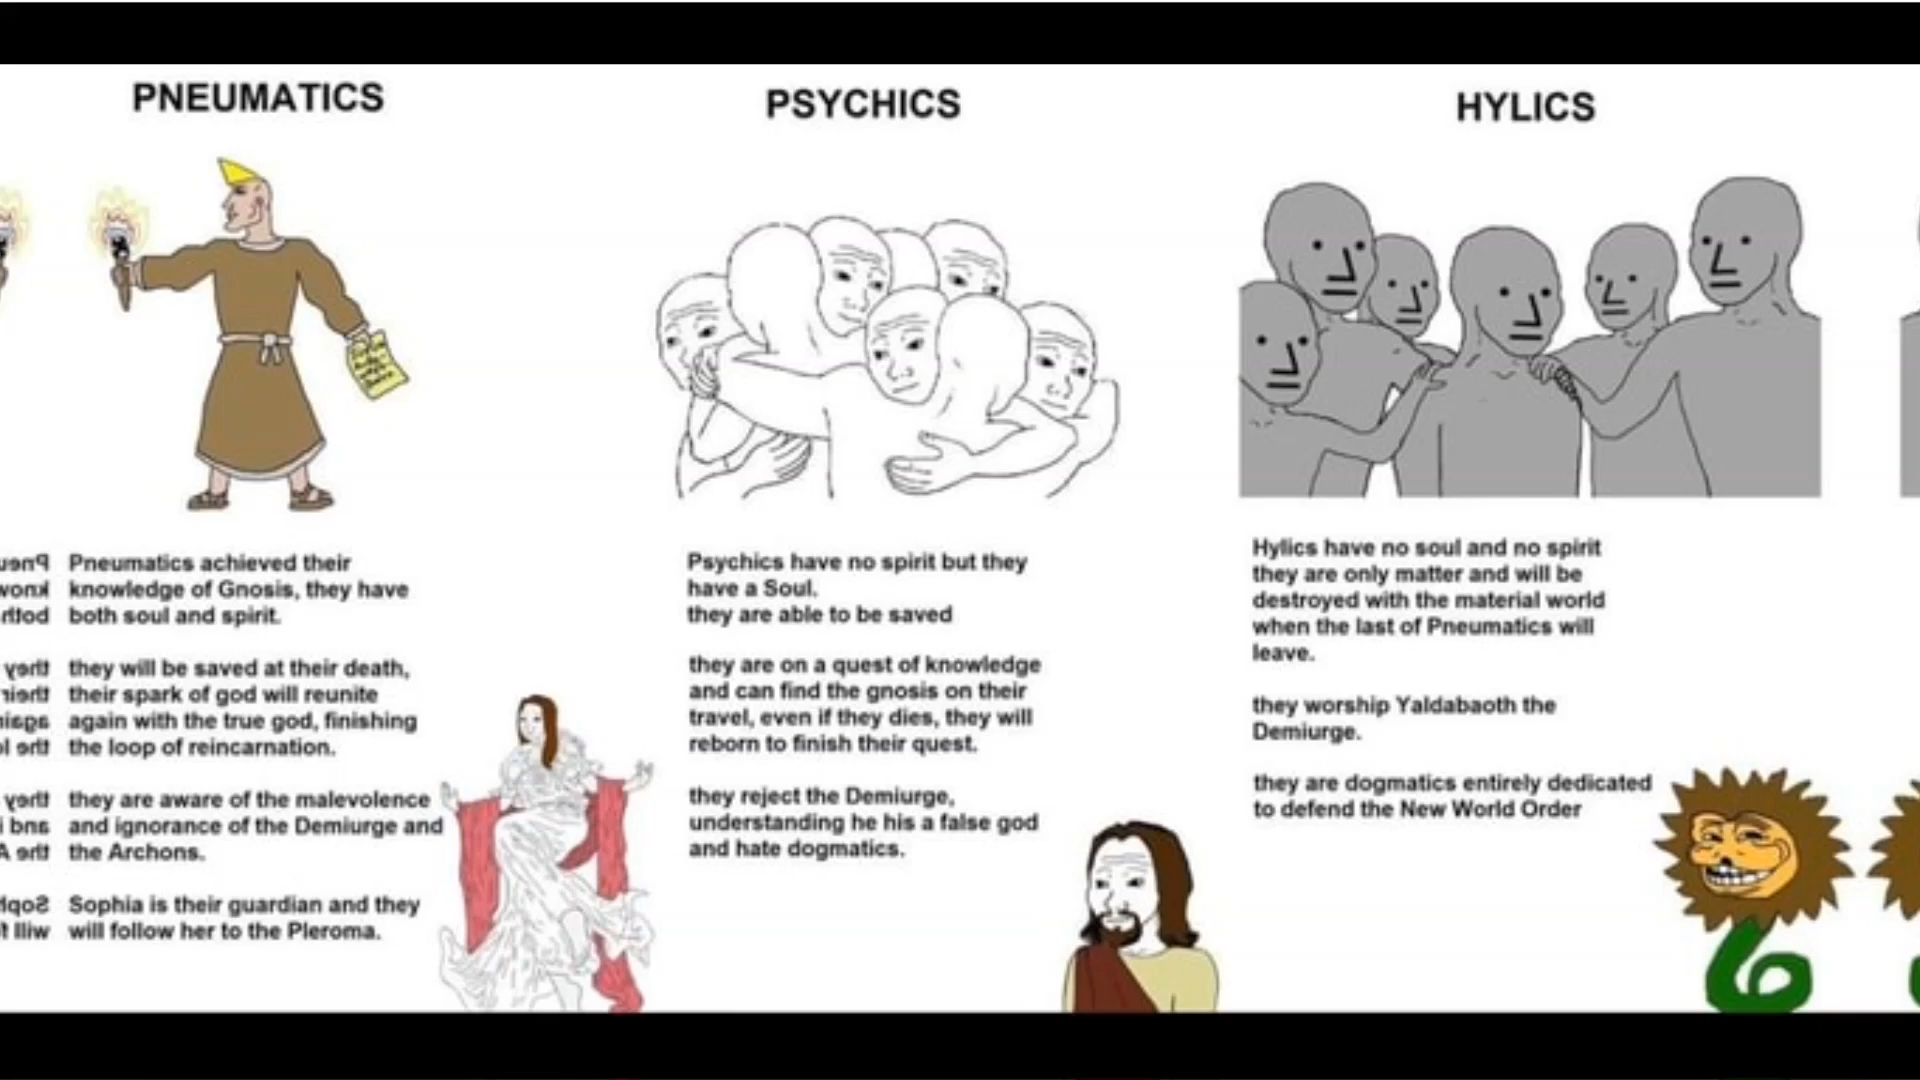 PNEUMATICS
Pneumatics achieved their
knowledge of Gnosis, they have
both soul and spirit.
they will be saved at their death,
their spark of god will reunite
again with the true god, finishing
the loop of reincarnation.
they are aware of the malevolence
and ignorance of the Demiurge and
the Archons.
Sophia is their guardian and they
will follow her to the Pleroma.
PSYCHICS
Psychics have no spirit but they
have a Soul.
they are able to be saved
they are on a quest of knowledge
and can find the gnosis on their
travel, even if they dies, they will
reborn to finish their quest.
they reject the Demiurge,
understanding he his a false god
and hate dogmatics.
HYLICS
Hylics have no soul and no spirit
they are only matter and will be
destroyed with the material world
when the last of Pneumatics will
leave.
they worship Yaldabaoth the
Demiurge.
they are dogmatics entirely dedicated
to defend the New World Order